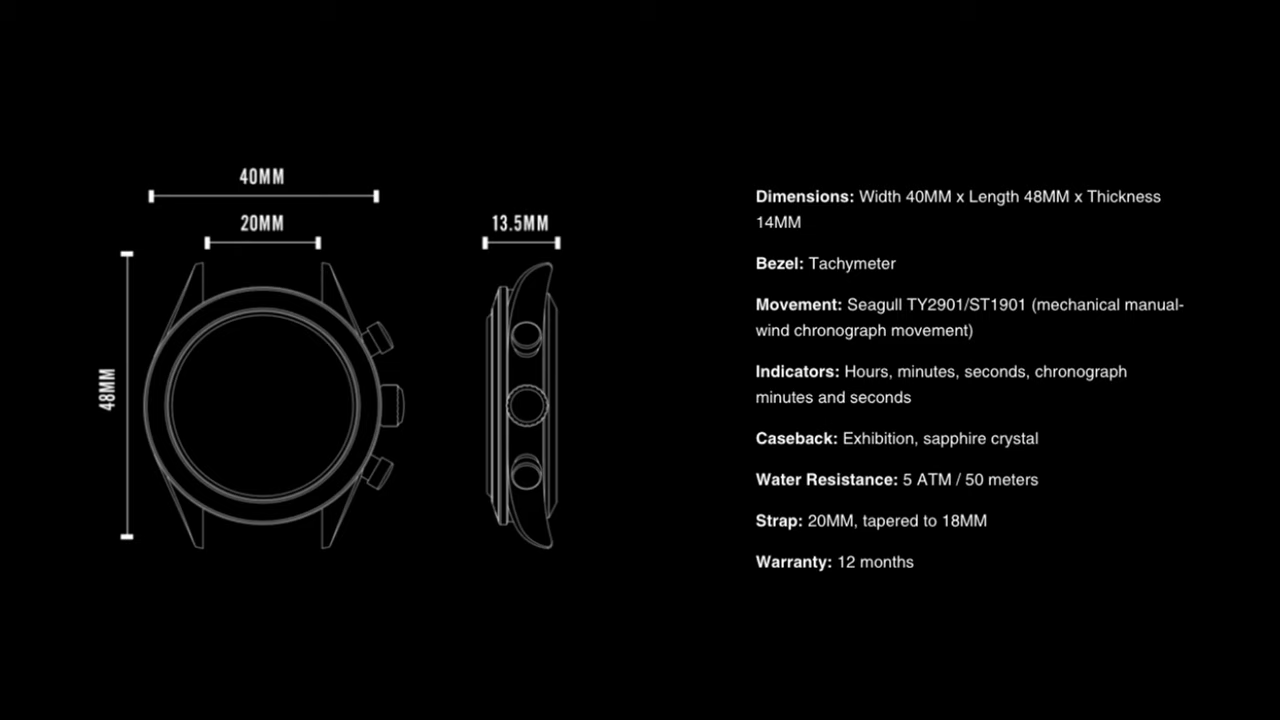 40MM
20MM
13.5MM
48MM
Dimensions: Width 40MM x Length 48MM x Thickness
14MM
Bezel: Tachymeter
Movement: Seagull TY2901/ST1901 (mechanical manual-
wind chronograph movement)
Indicators: Hours, minutes, seconds, chronograph
minutes and seconds
Caseback: Exhibition, sapphire crystal
Water Resistance: 5 ATM / 50 meters
Strap: 20MM, tapered to 18MM
Warranty: 12 months